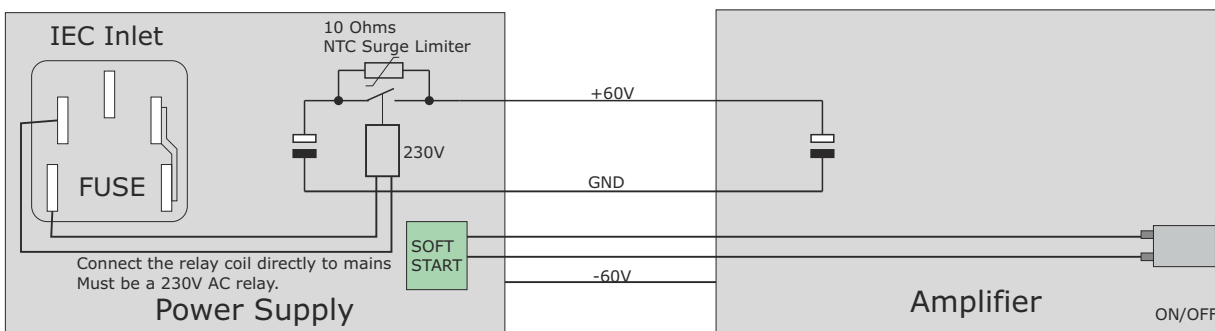 IEC Inlet
FUSE
10 Ohms
NTC Surge Limiter
230V
Connect the relay coil directly to mains
Must be a 230V AC relay.
SOFT
START
Power Supply
+60V
GND
-60V
Amplifier
ON/OFF